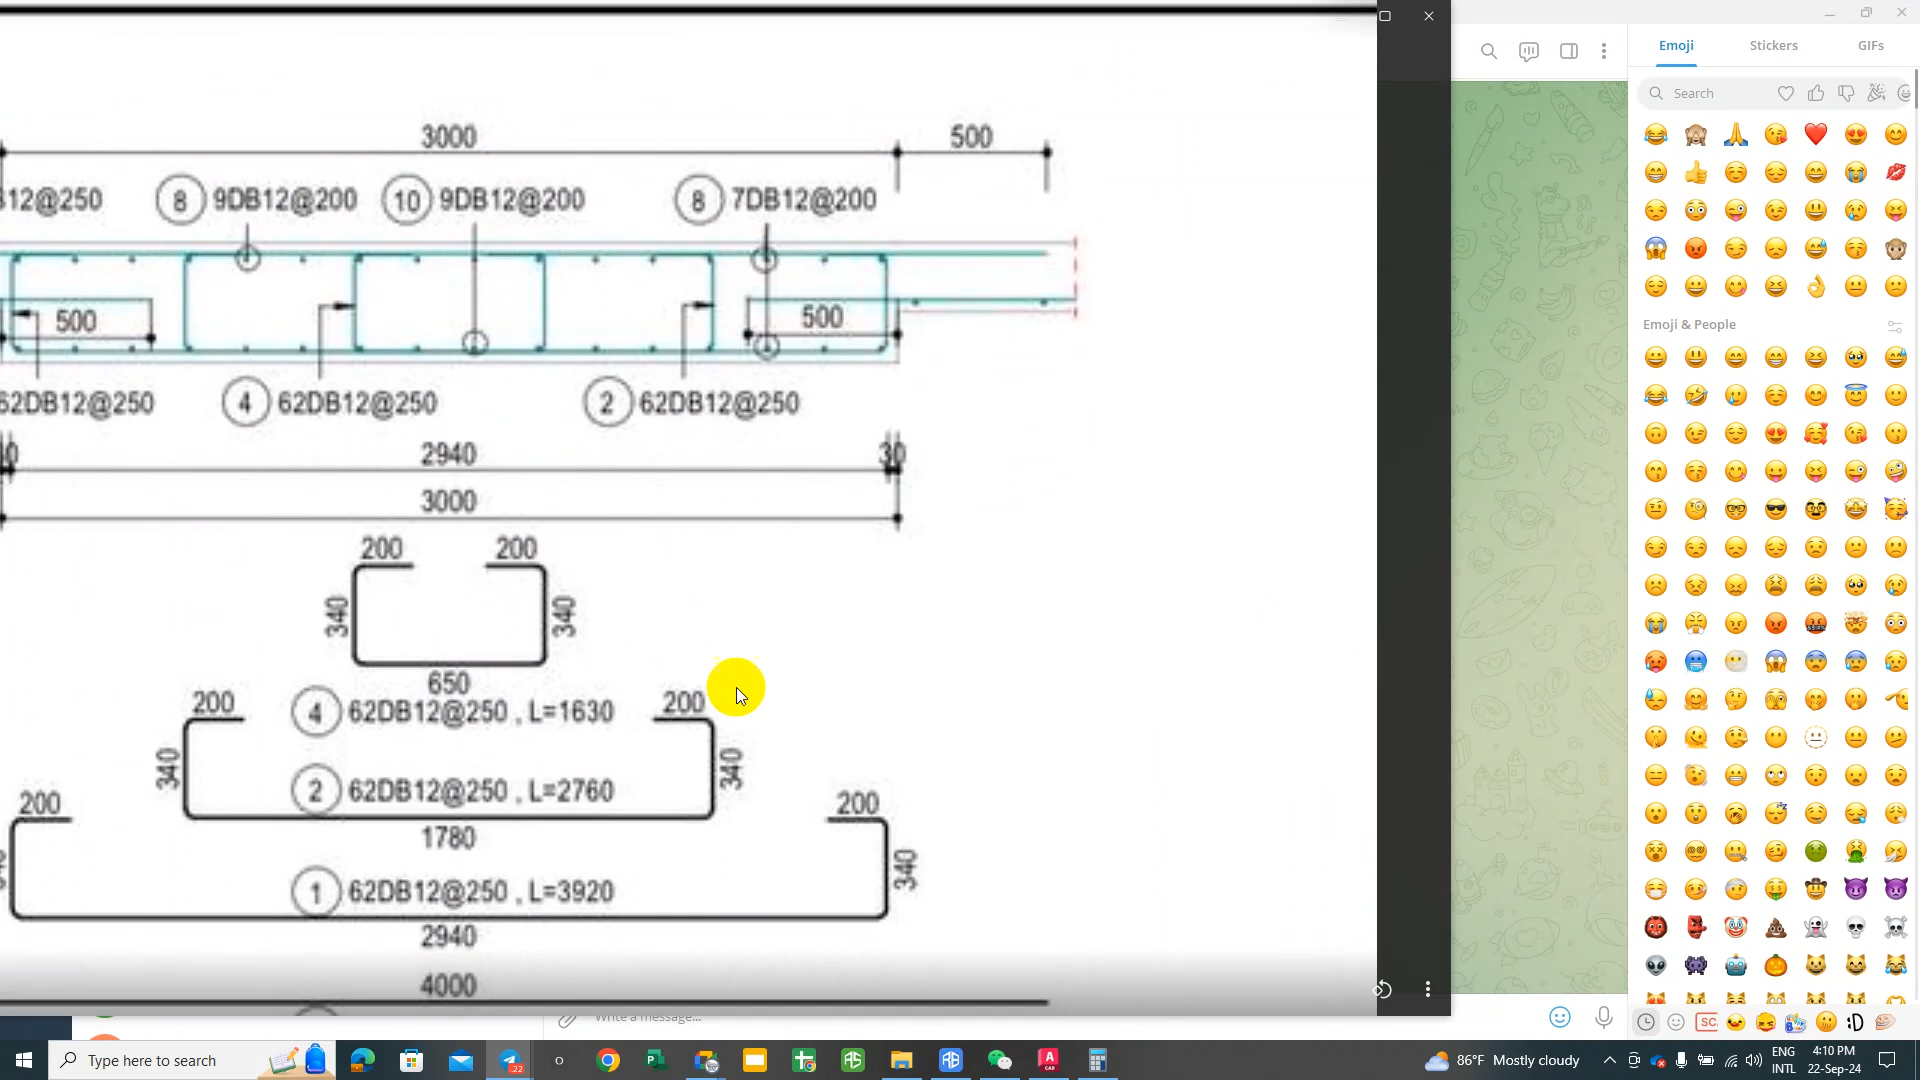 Emoji
Stickers
GIFs
Search
3000
500
12@250
8
9DB12@200
10
9DB12@200
8
7DB12@200
500
500
62DB12@250
4
62DB12@250
2
62DB12@250
2940
30
3000
200
200
340
340
650
200
4
62DB12@250 , L=1630
200
340
340
2
62DB12@250 , L=2760
200
1780
200
340
1
62DB12@250 , L=3920
2940
4000
Emoji & People
Write a message...
Type here to search
22
86°F Mostly cloudy
ENG
INTL
4:10 PM
22-Sep-24